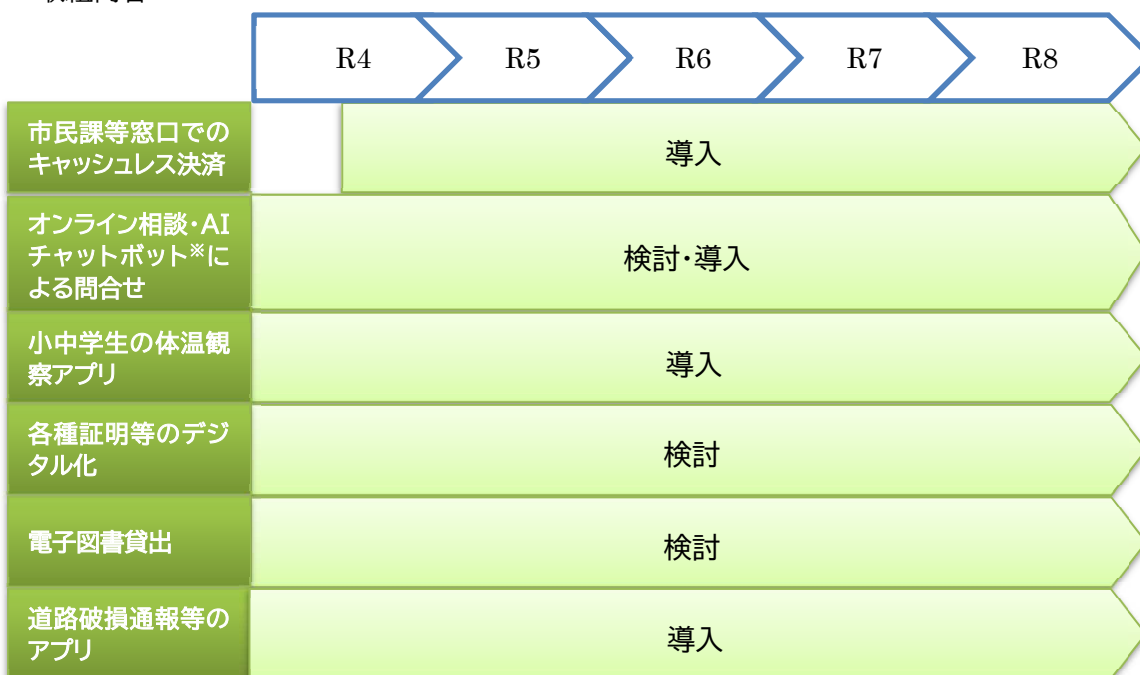 R4 R5 R6 R7 R8
市民課等窓口での
キャッシュレス決済
導入
オンライン相談・AI
チャットボット※に
よる問合せ
検討・導入
小中学生の体温観
察アプリ
導入
各種証明等のデジ
タル化
検討
電子図書貸出
検討
道路破損通報等の
アプリ
導入